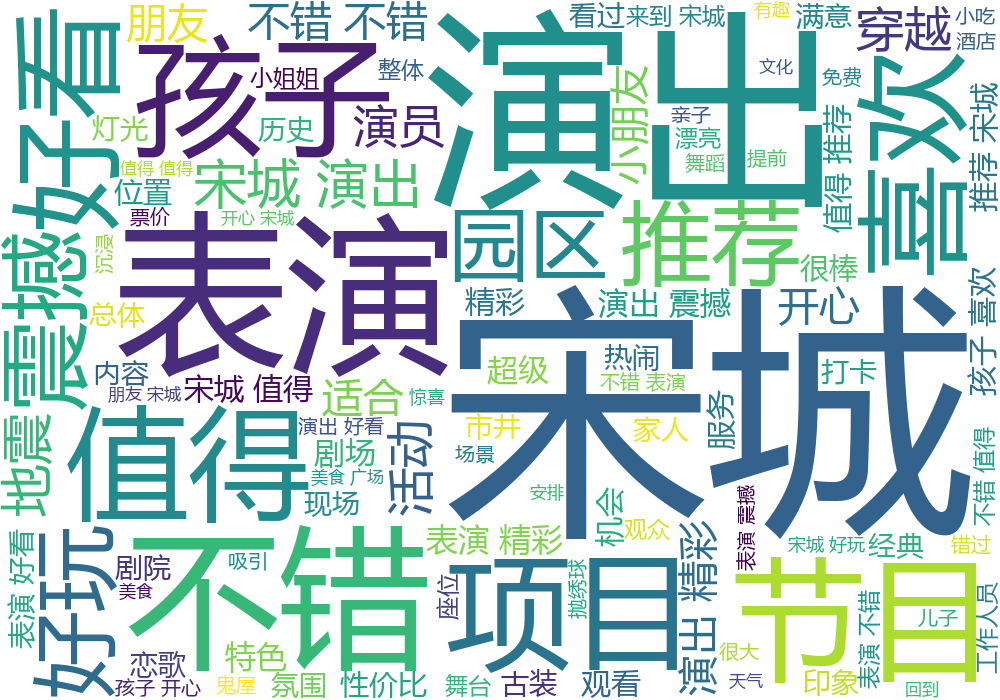 演出
宋城
表演
不错
孩子
喜欢
好看
震撼
值得
项目
节目
园区
推荐
好玩
朋友
不错 不错
看过
来到 宋城
有趣
满意
穿越
小吃
酒店
小姐姐
整体
文化
免费
灯光
历史
演员
小朋友
亲子
漂亮
舞蹈
提前
值得 推荐
推荐 宋城
值得 值得
位置
宋城 演出
票价
开心 宋城
沉浸
很棒
总体
精彩
演出 震撼
开心
喜欢
孩子
内容
朋友 宋城
宋城 值得
适合
惊喜
超级
热闹
不错 表演
打卡
地震
演出 好看
剧场
美食 广场
现场
活动
市井
场景
家人
服务
安排
机会
观众
表演 震撼
不错 值得
宋城 好玩
经典
错过
表演 精彩
表演 好看
剧院
美食
吸引
座位
抛绣球
演出 精彩
表演 不错
儿子
工作人员
恋歌
孩子 开心
特色
鬼屋
氛围
性价比
舞台
古装
观看
很大
天气
印象
回到